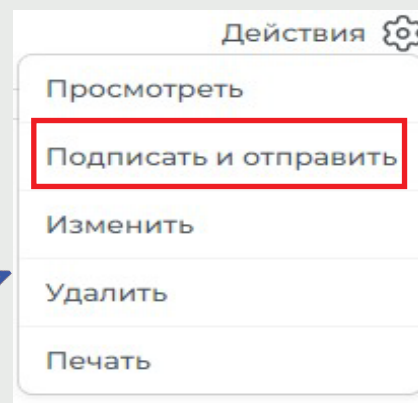 Действия
Просмотреть
Подписать и отправить
Изменить
Удалить
Печать